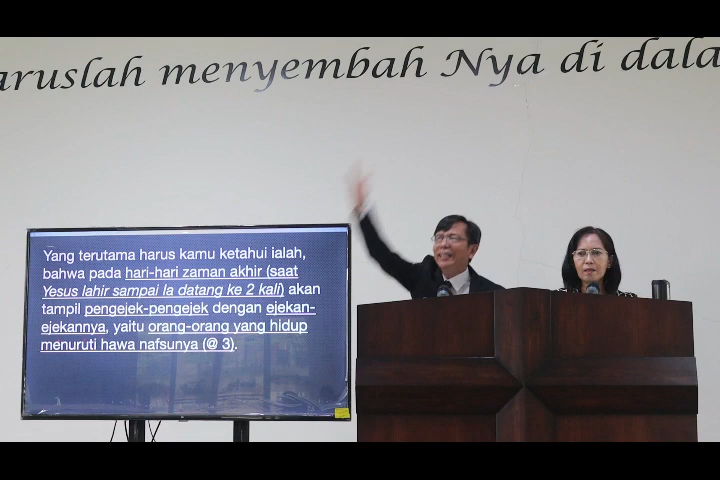 aruslah menyembah Nya di dala
Yang terutama harus kamu ketahui ialah,
bahwa pada hari-hari zaman akhir (saat
Yesus lahir sampai Ia datang ke 2 kali) akan
tampil pengejek-pengejek dengan ejekan-
ejekannya, yaitu orang-orang yang hidup
menuruti hawa nafsunya (@ 3).